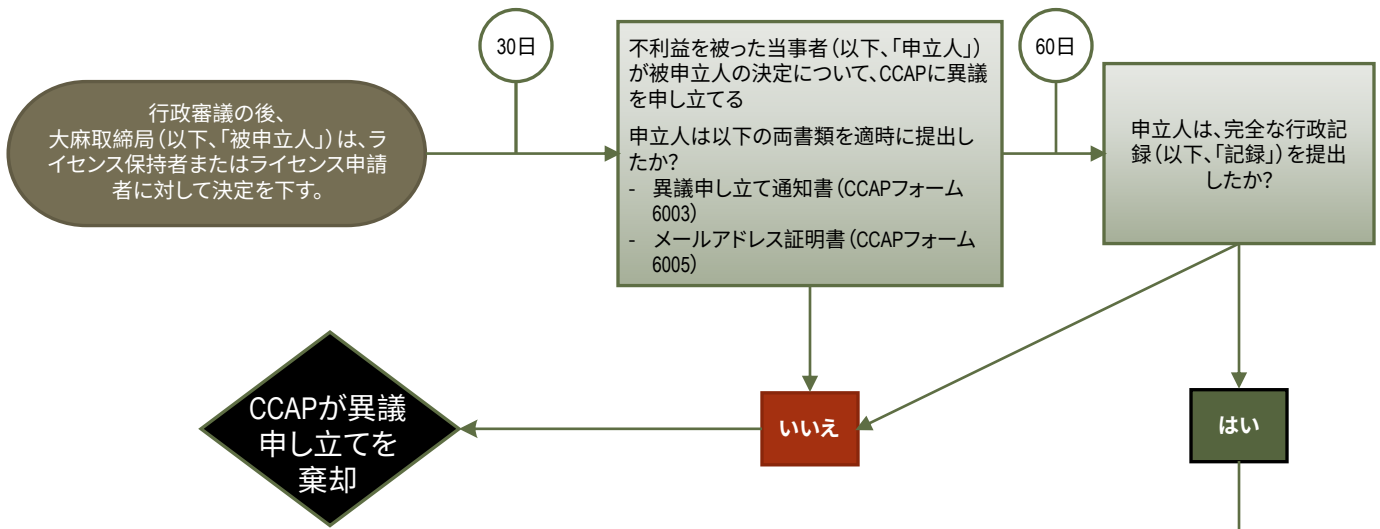 30日
60日
行政審議の後、
大麻取締局（以下、「被申立人」）は、ラ
イセンス保持者またはライセンス申請
者に対して決定を下す。
不利益を被った当事者（以下、「申立人」）
が被申立人の決定について、CCAPに異議
を申し立てる
申立人は以下の両書類を適時に提出し
たか？
- 異議申し立て通知書（CCAPフォーム
6003）
- メールアドレス証明書（CCAPフォーム
6005）
申立人は、完全な行政記
録（以下、「記録」）を提出
したか？
CCAPが異議
申し立てを
棄却
いいえ
はい